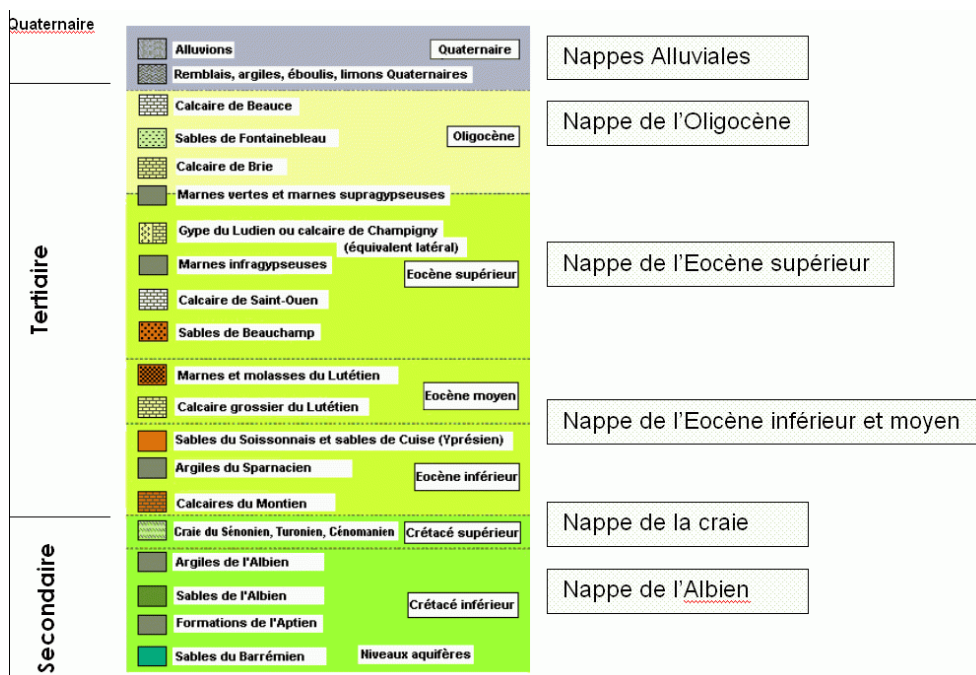 Quaternaire
Alluvions
Quaternaire
Nappes Alluviales
Remblais, argiles, éboulis, limons Quaternaires
Calcaire de Beauce
Nappe de l'Oligocène
Sables de Fontainebleau
Oligocène
Calcaire de Brie
Marnes vertes et marnes supragypseuses
Tertiaire
Gype du Ludien ou calcaire de Champigny
(équivalent latéral)
Marnes infragypseuses
Eocène supérieur
Nappe de l'Eocène supérieur
Calcaire de Saint-Ouen
Sables de Beauchamp
Marnes et molasses du Lutétien
Eocène moyen
Calcaire grossier du Lutétien
Nappe de l'Eocène inférieur et moyen
Sables du Soissonnais et sables de Cuise (Yprésien)
Argiles du Sparnacien
Eocène inférieur
Calcaires du Montien
Craie du Sénonien, Turonien, Cénomanien
Crétacé supérieur
Nappe de la craie
Secondaire
Argiles de l'Albien
Nappe de l'Albien
Sables de l'Albien
Crétacé inférieur
Formations de l'Aptien
Sables du Barrémien
Niveaux aquifères